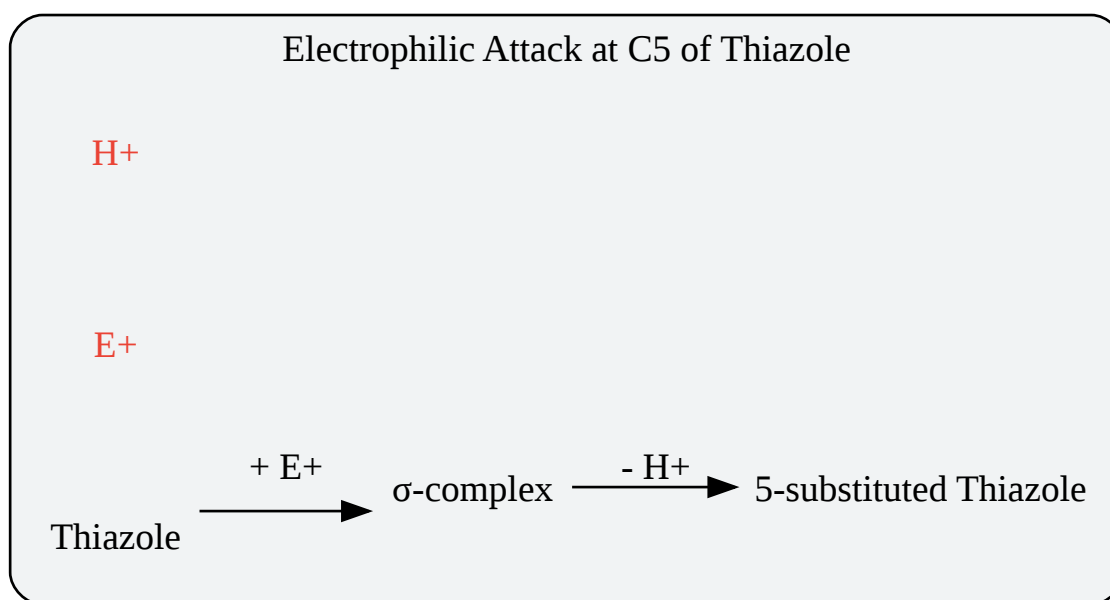 Electrophilic Attack at C5 of Thiazole
H+
E+
+ E+
- H+
σ-complex
5-substituted Thiazole
Thiazole